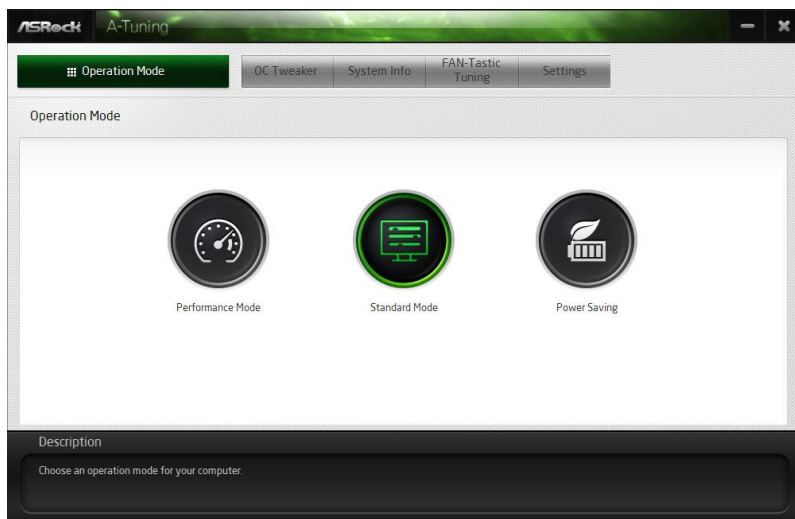 ASRock A-Tuning
Operation Mode
OC Tweaker
System Info
FAN-Tastic
Tuning
Settings
Operation Mode
Performance Mode
Standard Mode
Power Saving
Description
Choose an operation mode for your computer.